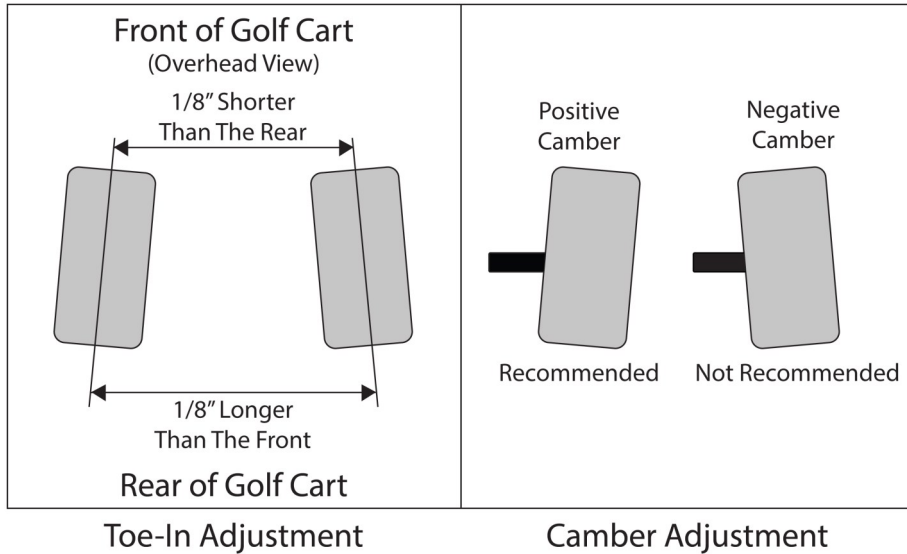 Front of Golf Cart
(Overhead View)
1/8" Shorter
Than The Rear
1/8" Longer
Than The Front
Rear of Golf Cart
Toe-In Adjustment
Positive
Camber
Negative
Camber
Recommended
Not Recommended
Camber Adjustment